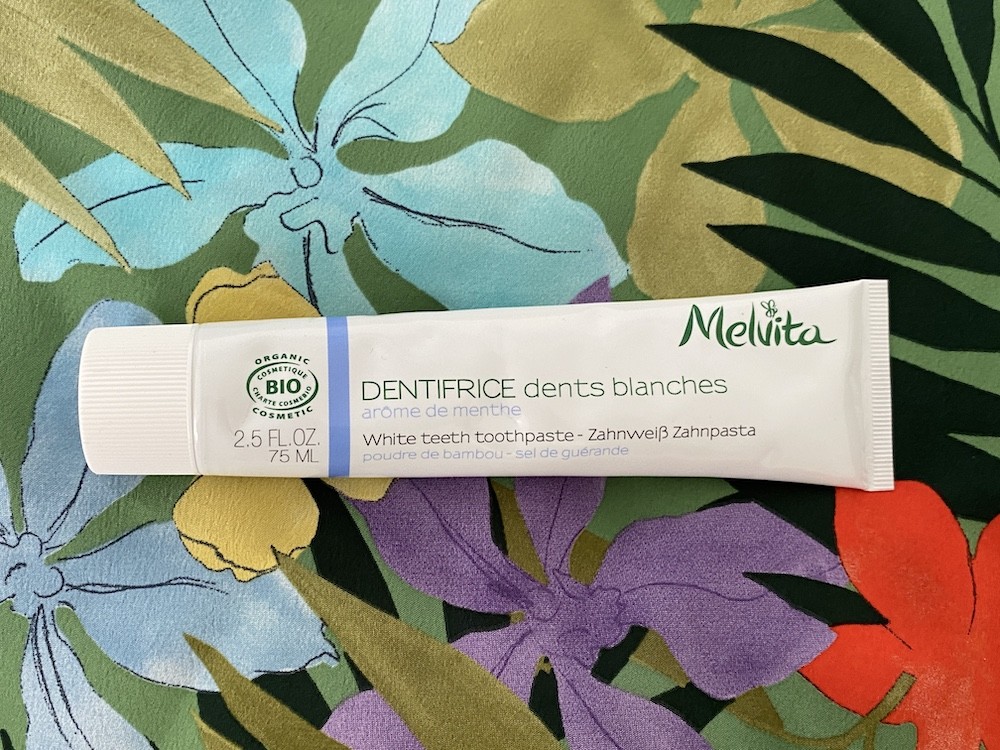 Melvita
ORGANIC
COSMETIQUE
BIO
CHARTE COSMEBIO
COSMETIC
2.5 FL.OZ.
75 ML
DENTIFRICE dents blanches
arôme de menthe
White teeth toothpaste - Zahnweiß Zahnpasta
poudre de bambou - sel de guérande